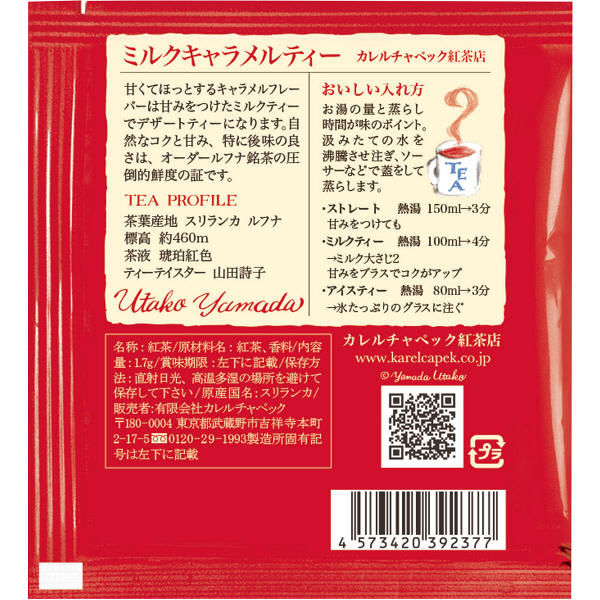 ミルクキャラメルティー カレルチャペック紅茶店
甘くてほっとするキャラメルフレー
バーは甘みをつけたミルクティー
でデザートティーになります。自
然なコクと甘み、特に後味の良
さは、オーダールフナ銘茶の圧
倒的鮮度の証です。
TEA PROFILE
茶葉産地 スリランカ ルフナ
標高 約460m
茶液 琥珀紅色
ティーテイスター 山田詩子
Utako Yamada
おいしい入れ方
お湯の量と蒸らし
時間が味のポイント。
汲みたての水を
沸騰させ注ぎ、ソー
サーなどで蓋をして
蒸らします。
TEA
・ストレート 熱湯 150ml→3分
甘みをつけても
・ミルクティー 熱湯 100ml→4分
→ミルク大さじ2
甘みをプラスでコクがアップ
・アイスティー 熱湯 80ml→3分
→氷たっぷりのグラスに注ぐ
名称:紅茶/原材料名:紅茶、香料/内容
量:1.7g/賞味期限:左下に記載/保存方
法:直射日光、高温多湿の場所を避けて
保存して下さい/原産国名:スリランカ/
販売者:有限会社カレルチャペック
〒180-0004 東京都武蔵野市吉祥寺本町
2-17-5 0120-29-1993製造所固有記
号は左下に記載
カレルチャペック紅茶店
www.karelcapek.co.jp
© Yamada Utako
プラ
4 573420 392377